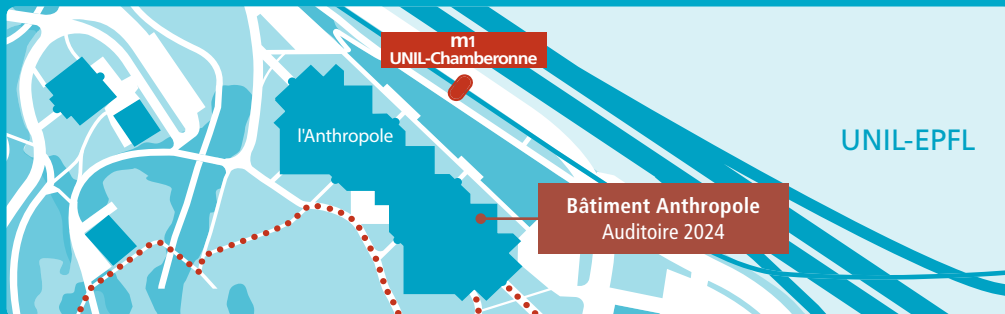 m1
UNIL-Chamberonne
l'Anthropole
UNIL-EPFL
Bâtiment Anthropole
Auditoire 2024